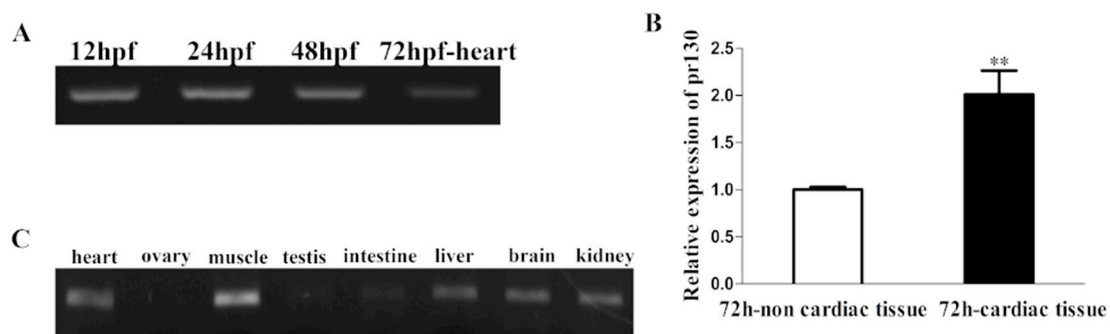 A
12hpf 24hpf 48hpf 72hpf-heart
B
Relative expression of pr130
2.5
2.0
1.5
1.0
0.5
0.0
**
72h-non cardiac tissue 72h-cardiac tissue
C
heart ovary muscle testis intestine liver brain kidney